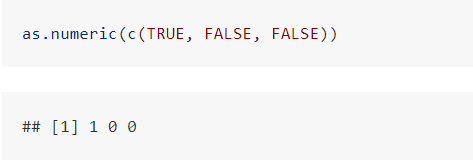 as.numeric(c(TRUE, FALSE, FALSE))
## [1] 1 0 0